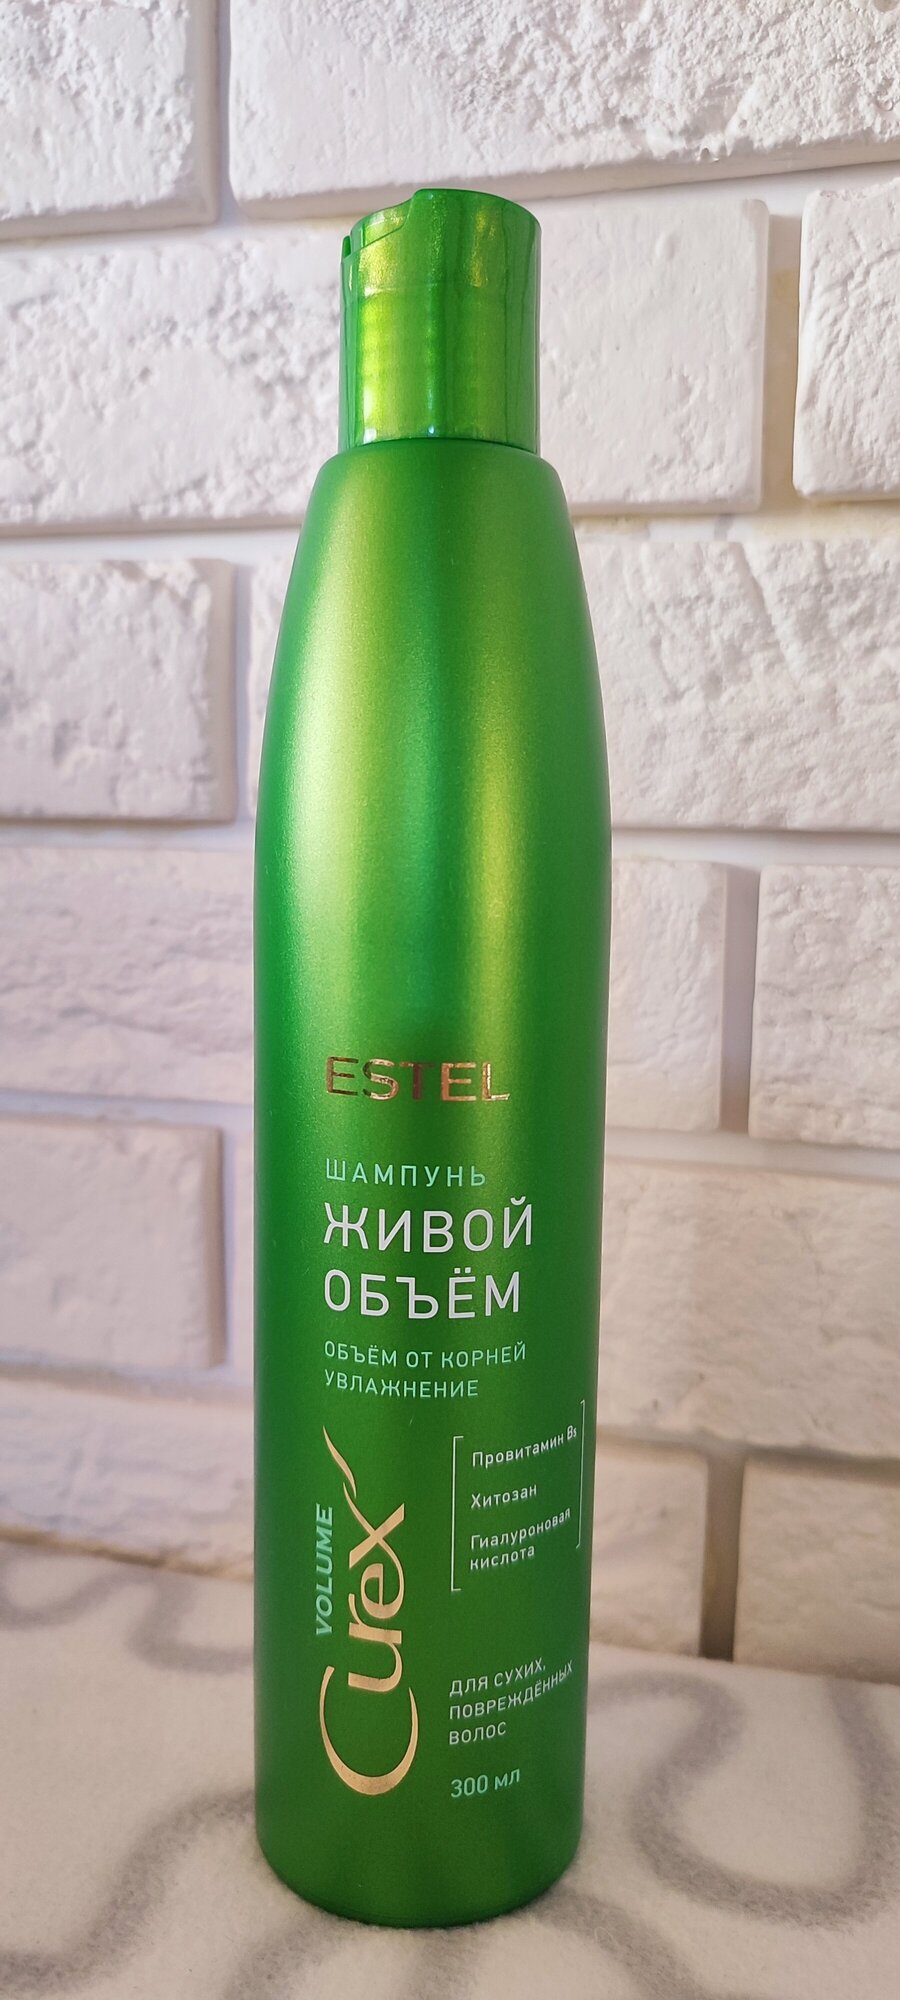 ESTEL
ШАМПУНЬ
ЖИВОЙ
ОБЪЁМ
ОБЪЁМ ОТ КОРНЕЙ
УВЛАЖНЕНИЕ
Провитамин B₅
Хитозан
Гиалуроновая
кислота
VOLUME
Curex
ДЛЯ СУХИХ,
ПОВРЕЖДЁННЫХ
ВОЛОС
300 мл